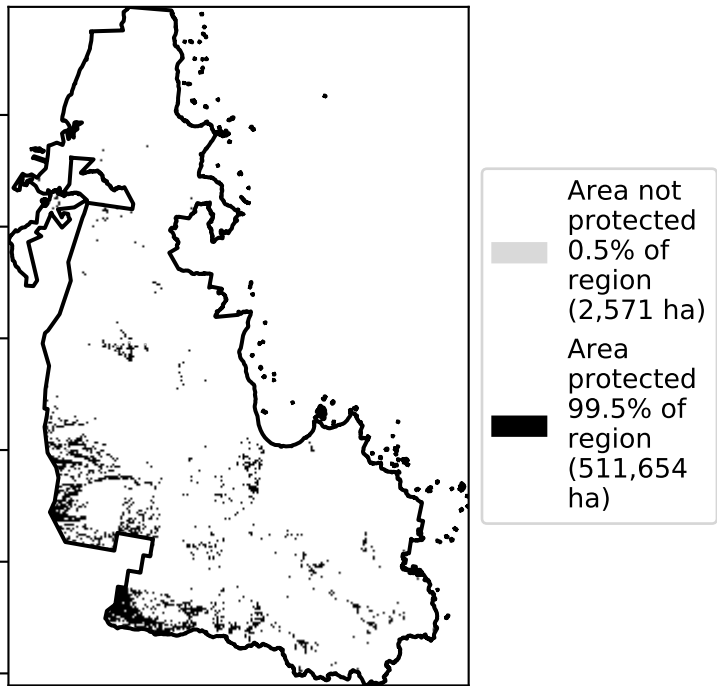 Area not
protected
0.5% of
region
(2,571 ha)
Area
protected
99.5% of
region
(511,654
ha)